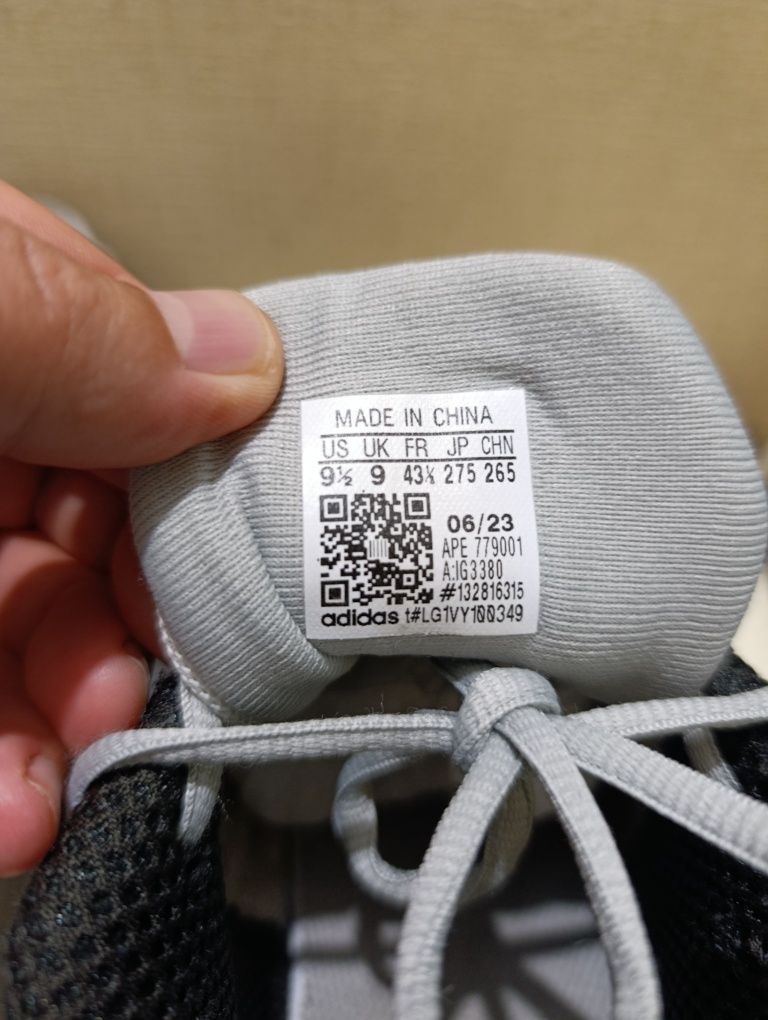 MADE IN CHINA
US UK FR JP CHN
9½ 9 43⅓ 275 265
06/23
APE 779001
A:IG3380
#132816315
adidas t#LG1VY100349